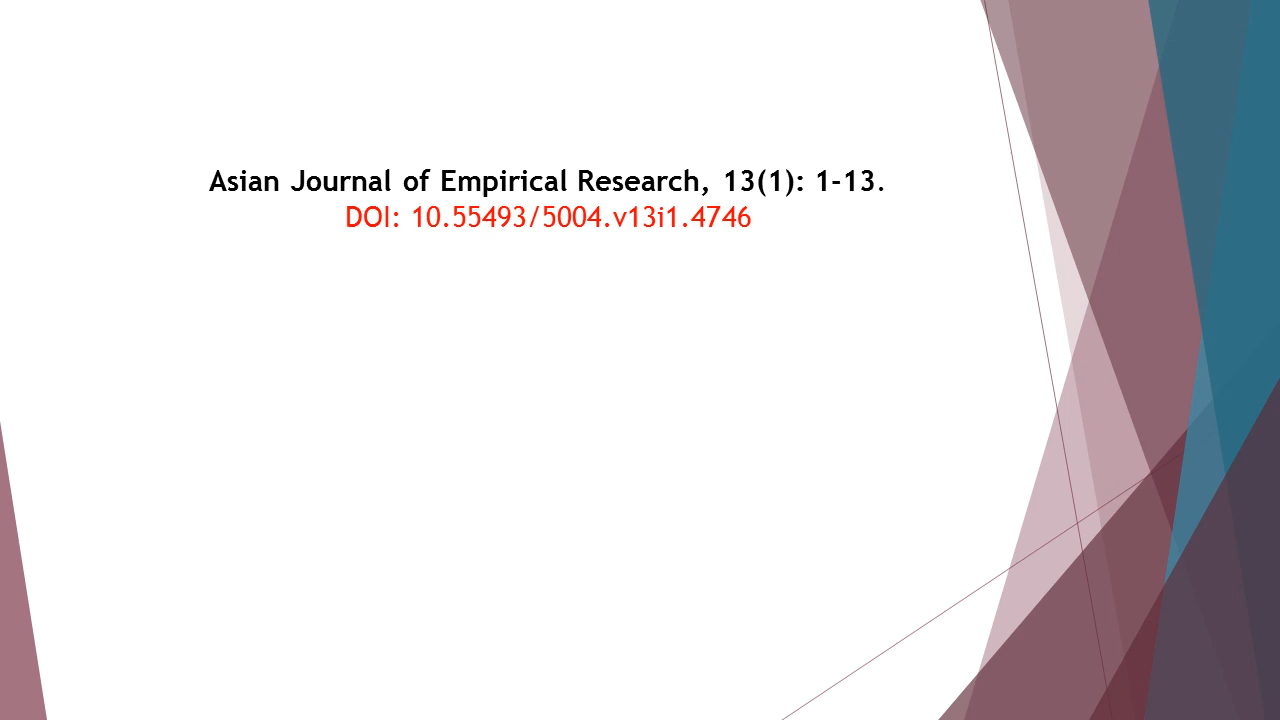 Asian Journal of Empirical Research, 13(1): 1-13.
DOI: 10.55493/5004.v13i1.4746